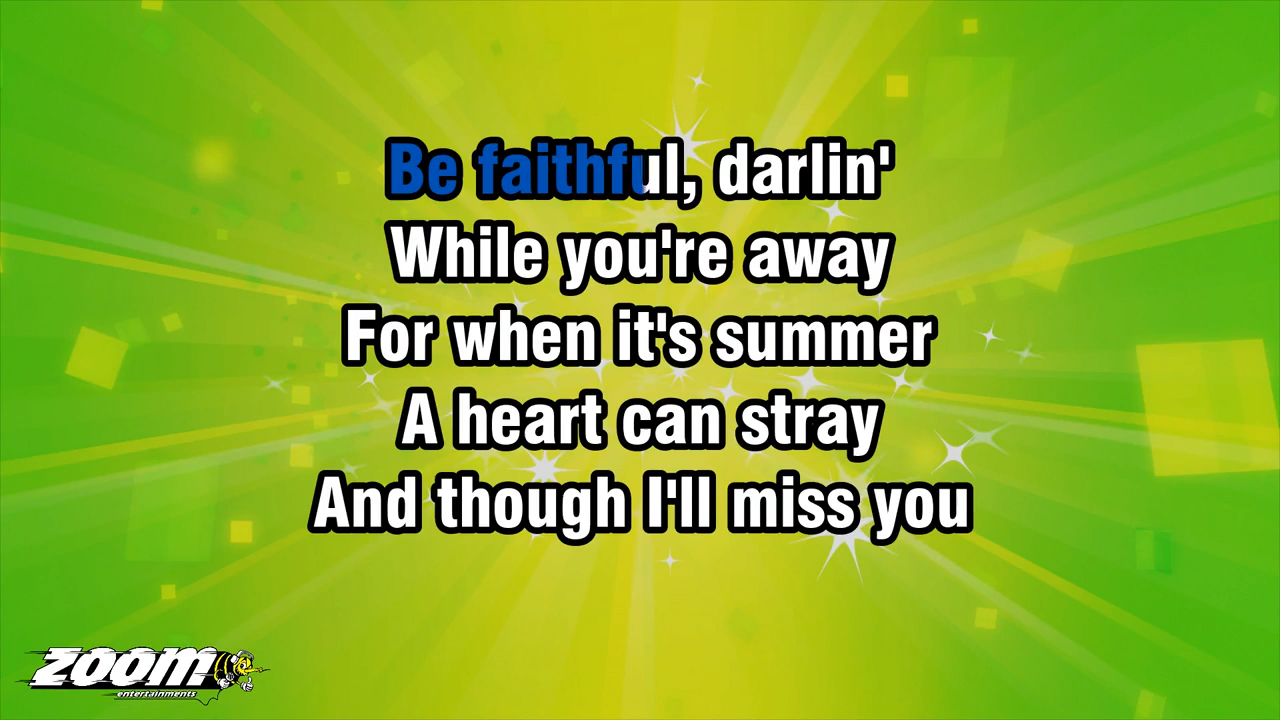 Be faithful, darlin'
While you're away
For when it's summer
A heart can stray
And though I'll miss you
zoom
entertainments